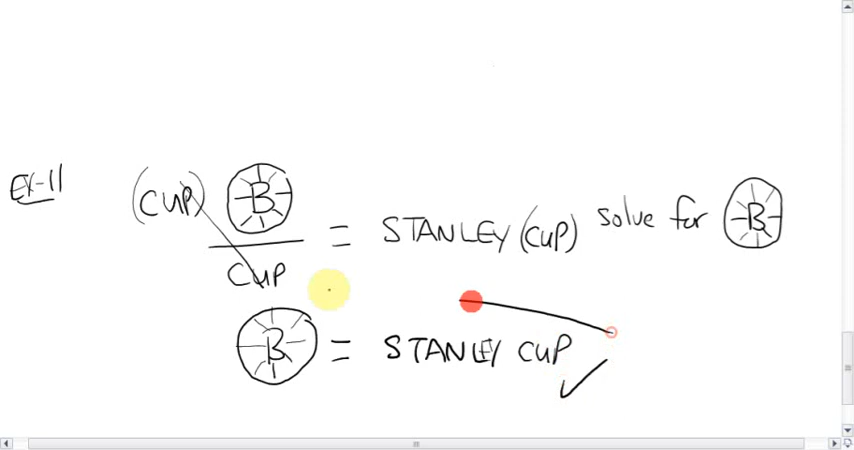 EX-11
(CUP) B = STANLEY (CUP) solve for B
CUP
B = STANLEY CUP